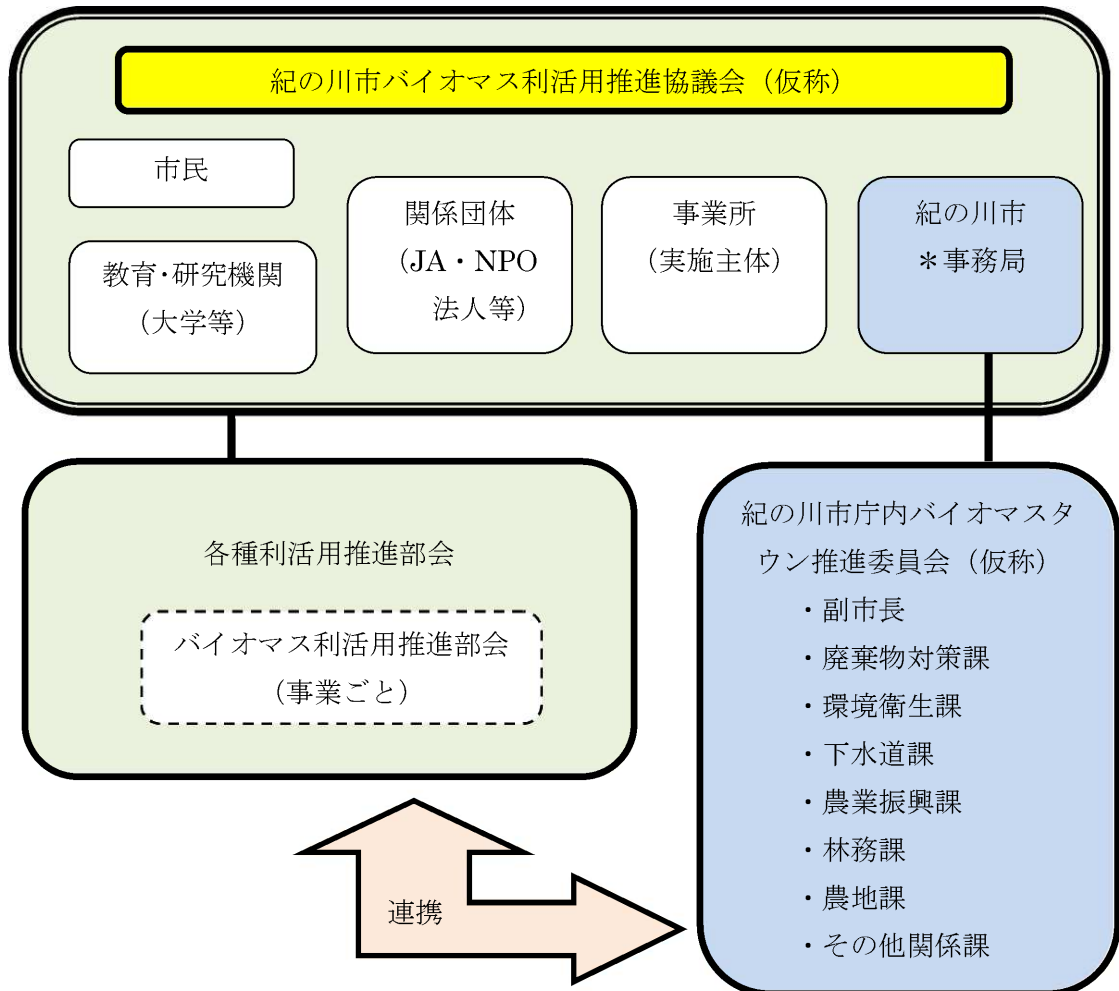 紀の川市バイオマス利活用推進協議会（仮称）
市民
教育・研究機関
（大学等）
関係団体
（JA・NPO
法人等）
事業所
（実施主体）
紀の川市
＊事務局
各種利活用推進部会
バイオマス利活用推進部会
（事業ごと）
紀の川市庁内バイオマスタ
ウン推進委員会（仮称）
・副市長
・廃棄物対策課
・環境衛生課
・下水道課
・農業振興課
・林務課
・農地課
・その他関係課
連携